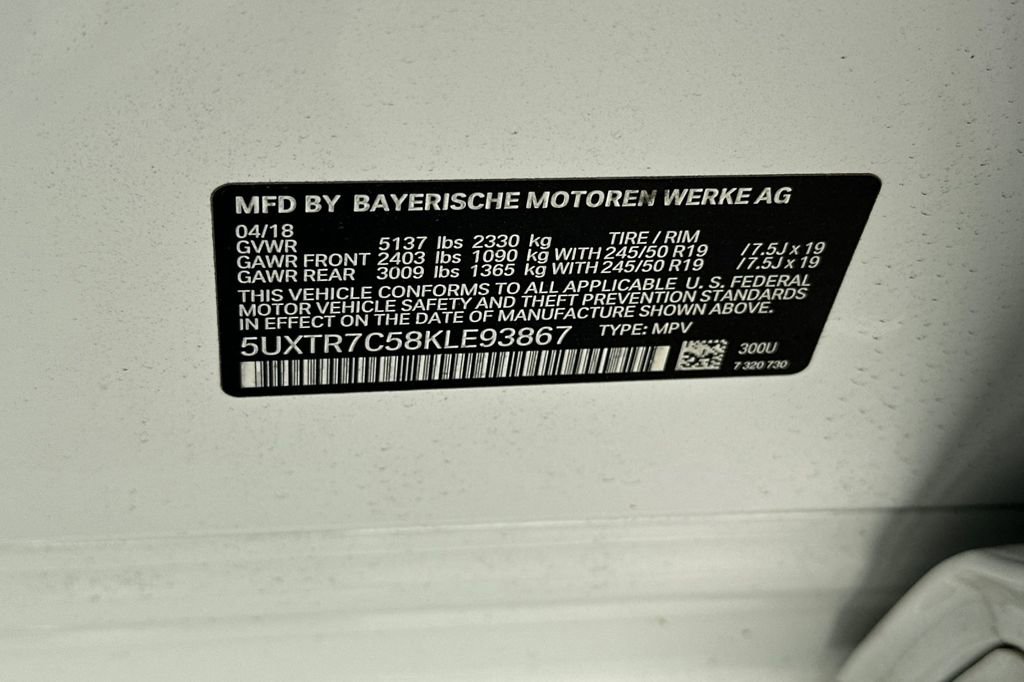 MFD BY BAYERISCHE MOTOREN WERKE AG
04/18
GVWR 5137 lbs 2330 kg TIRE / RIM
GAWR FRONT 2403 lbs 1090 kg WITH 245/50 R19 / 7.5J x 19
GAWR REAR 3009 lbs 1365 kg WITH 245/50 R19 / 7.5J x 19
THIS VEHICLE CONFORMS TO ALL APPLICABLE U. S. FEDERAL
MOTOR VEHICLE SAFETY AND THEFT PREVENTION STANDARDS
IN EFFECT ON THE DATE OF MANUFACTURE SHOWN ABOVE.
5UXTR7C58KLE93867 TYPE: MPV
300U
7 320 730